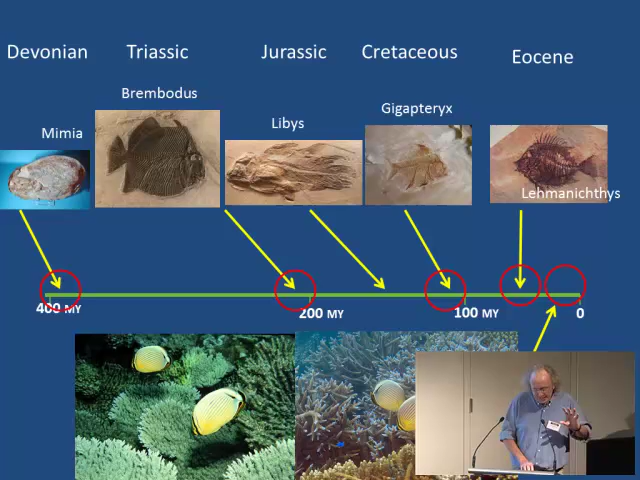 Devonian Triassic Jurassic Cretaceous Eocene
Brembodus
Gigapteryx
Libys
Mimia
Lehmanichthys
400 MY 200 MY 100 MY 0